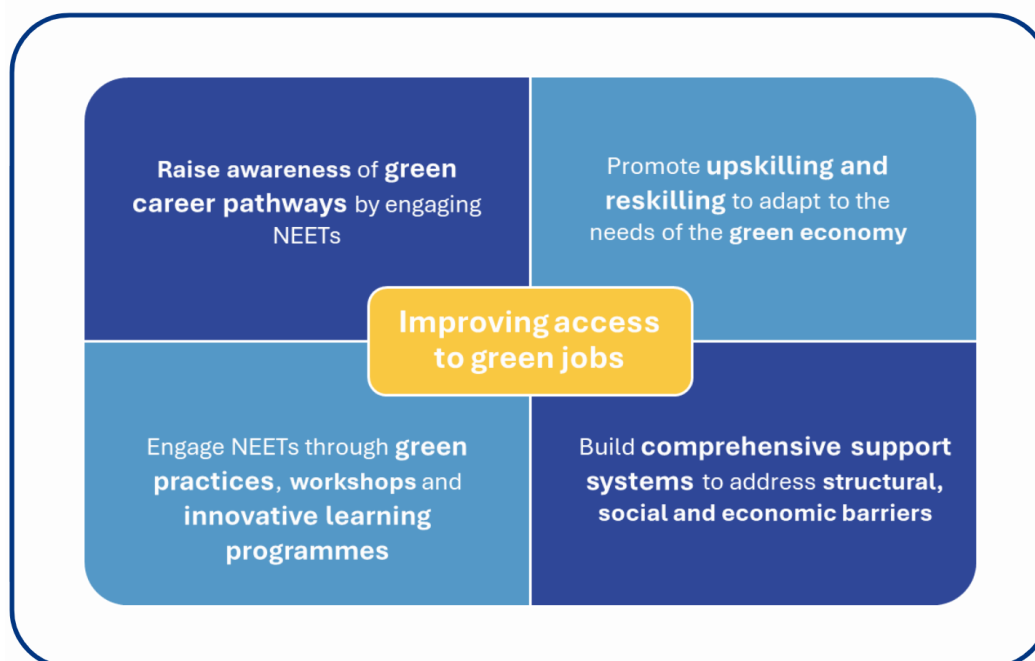 Raise awareness of green
career pathways by engaging
NEETs
Promote upskilling and
reskilling to adapt to the
needs of the green economy
Improving access
to green jobs
Engage NEETs through green
practices, workshops and
innovative learning
programmes
Build comprehensive support
systems to address structural,
social and economic barriers